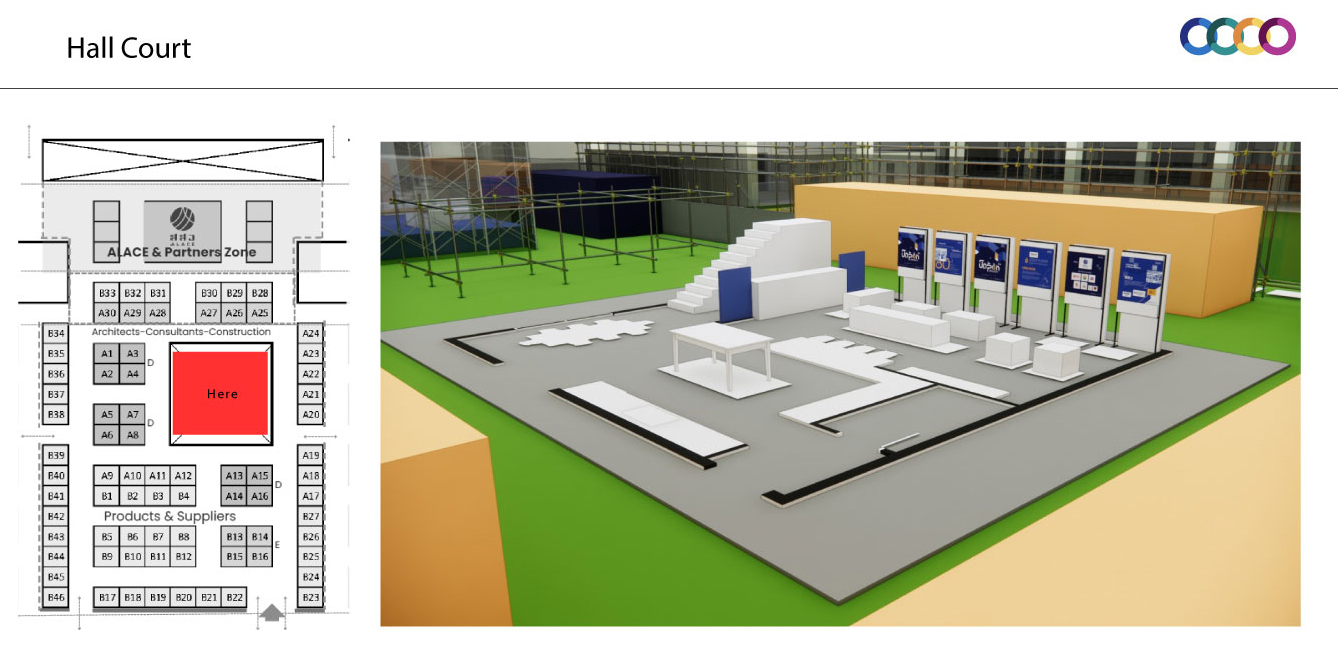 Hall Court
สสว
ALACE
ALACE & Partners Zone
B33 B32 B31 B30 B29 B28
A30 A29 A28 A27 A26 A25
Architects-Consultants-Construction
B34 A24
A1 A3 D
B35 A23
A2 A4
B36 A22
Here
B37 A21
A5 A7 D
B38 A20
A6 A8
B39 A19
B40 A9 A10 A11 A12 A13 A15 D A18
B41 B1 B2 B3 B4 A14 A16 A17
B42 Products & Suppliers B27
B43 B5 B6 B7 B8 B13 B14 E B26
B44 B9 B10 B11 B12 B15 B16 B25
B45 B24
B46 B17 B18 B19 B20 B21 B22 B23